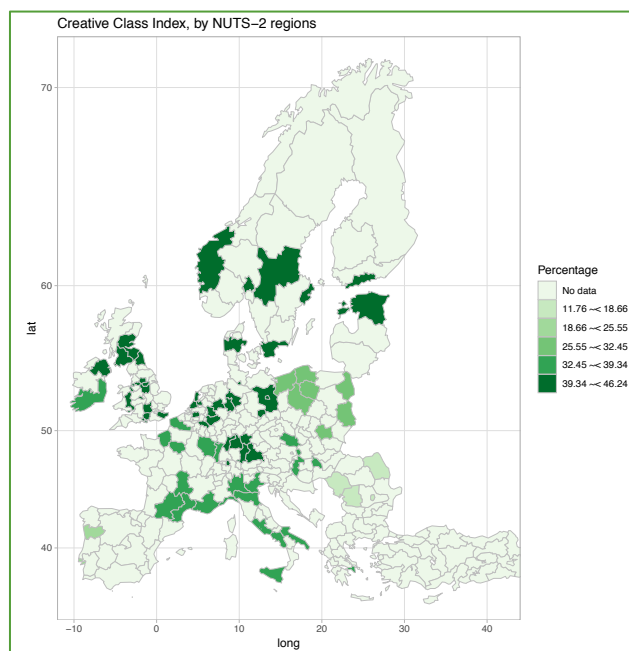 Creative Class Index, by NUTS−2 regions
70
60
50
40
lat
−10
0
10
20
30
40
long
Percentage
No data
11.76 ~< 18.66
18.66 ~< 25.55
25.55 ~< 32.45
32.45 ~< 39.34
39.34 ~< 46.24